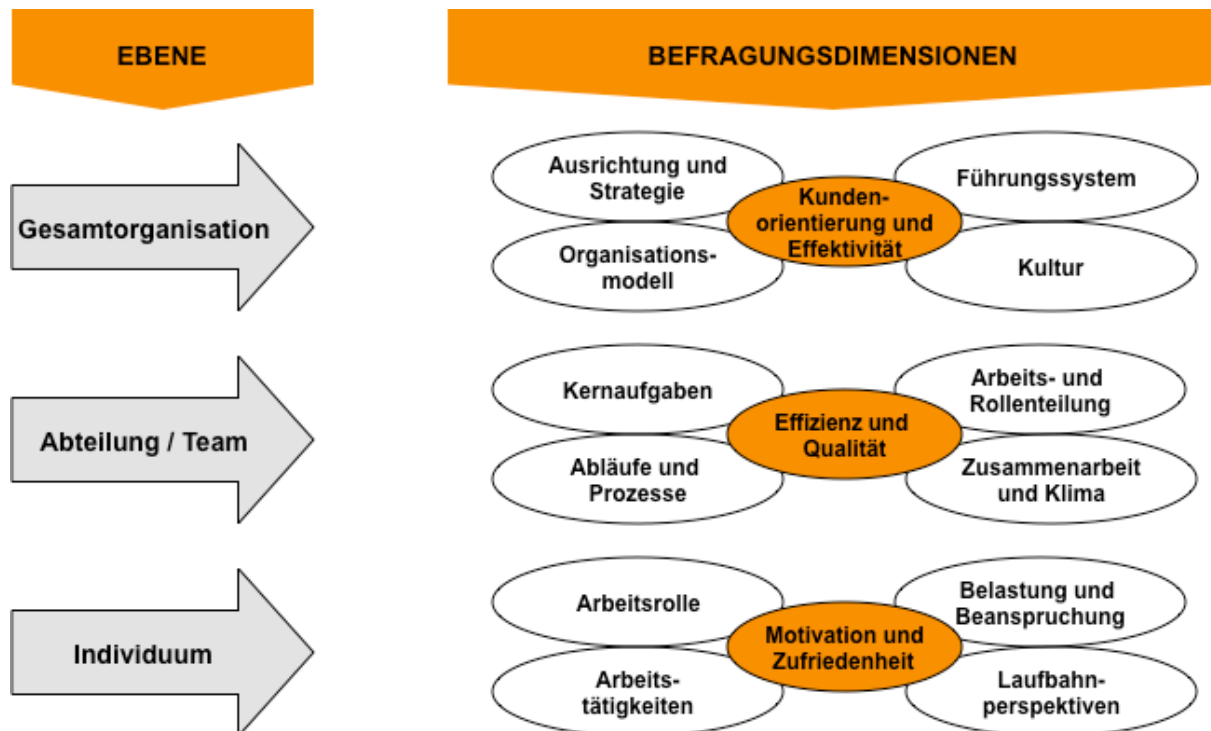 EBENE
BEFRAGUNGSDIMENSIONEN
Gesamtorganisation
Ausrichtung und
Strategie
Organisations-
modell
Kunden-
orientierung und
Effektivität
Führungssystem
Kultur
Abteilung / Team
Kernaufgaben
Abläufe und
Prozesse
Effizienz und
Qualität
Arbeits- und
Rollenteilung
Zusammenarbeit
und Klima
Individuum
Arbeitsrolle
Arbeits-
tätigkeiten
Motivation und
Zufriedenheit
Belastung und
Beanspruchung
Laufbahn-
perspektiven